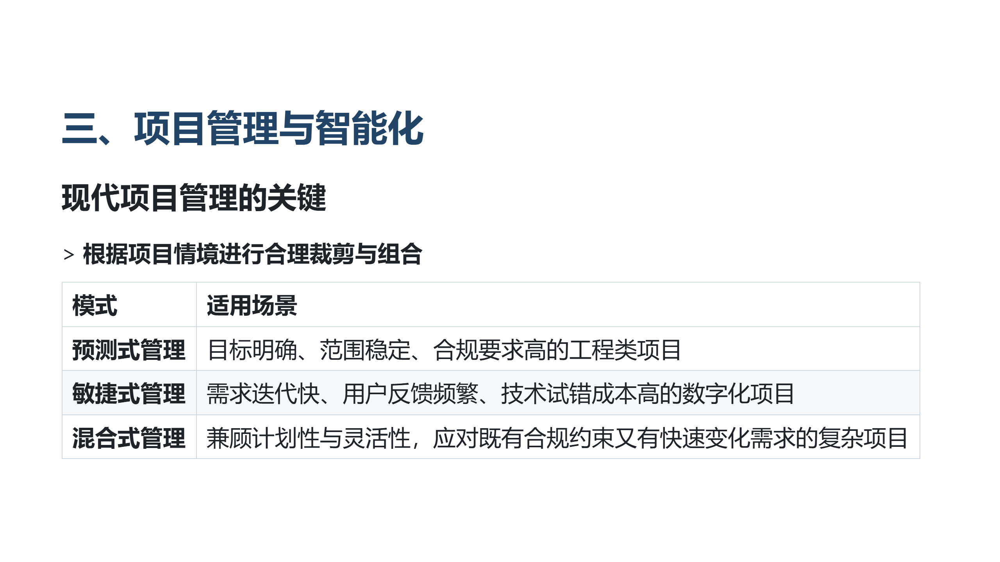 三、项目管理与智能化
现代项目管理的关键
> 根据项目情境进行合理裁剪与组合
模式 适用场景
预测式管理 目标明确、范围稳定、合规要求高的工程类项目
敏捷式管理 需求迭代快、用户反馈频繁、技术试错成本高的数字化项目
混合式管理 兼顾计划性与灵活性，应对既有合规约束又有快速变化需求的复杂项目